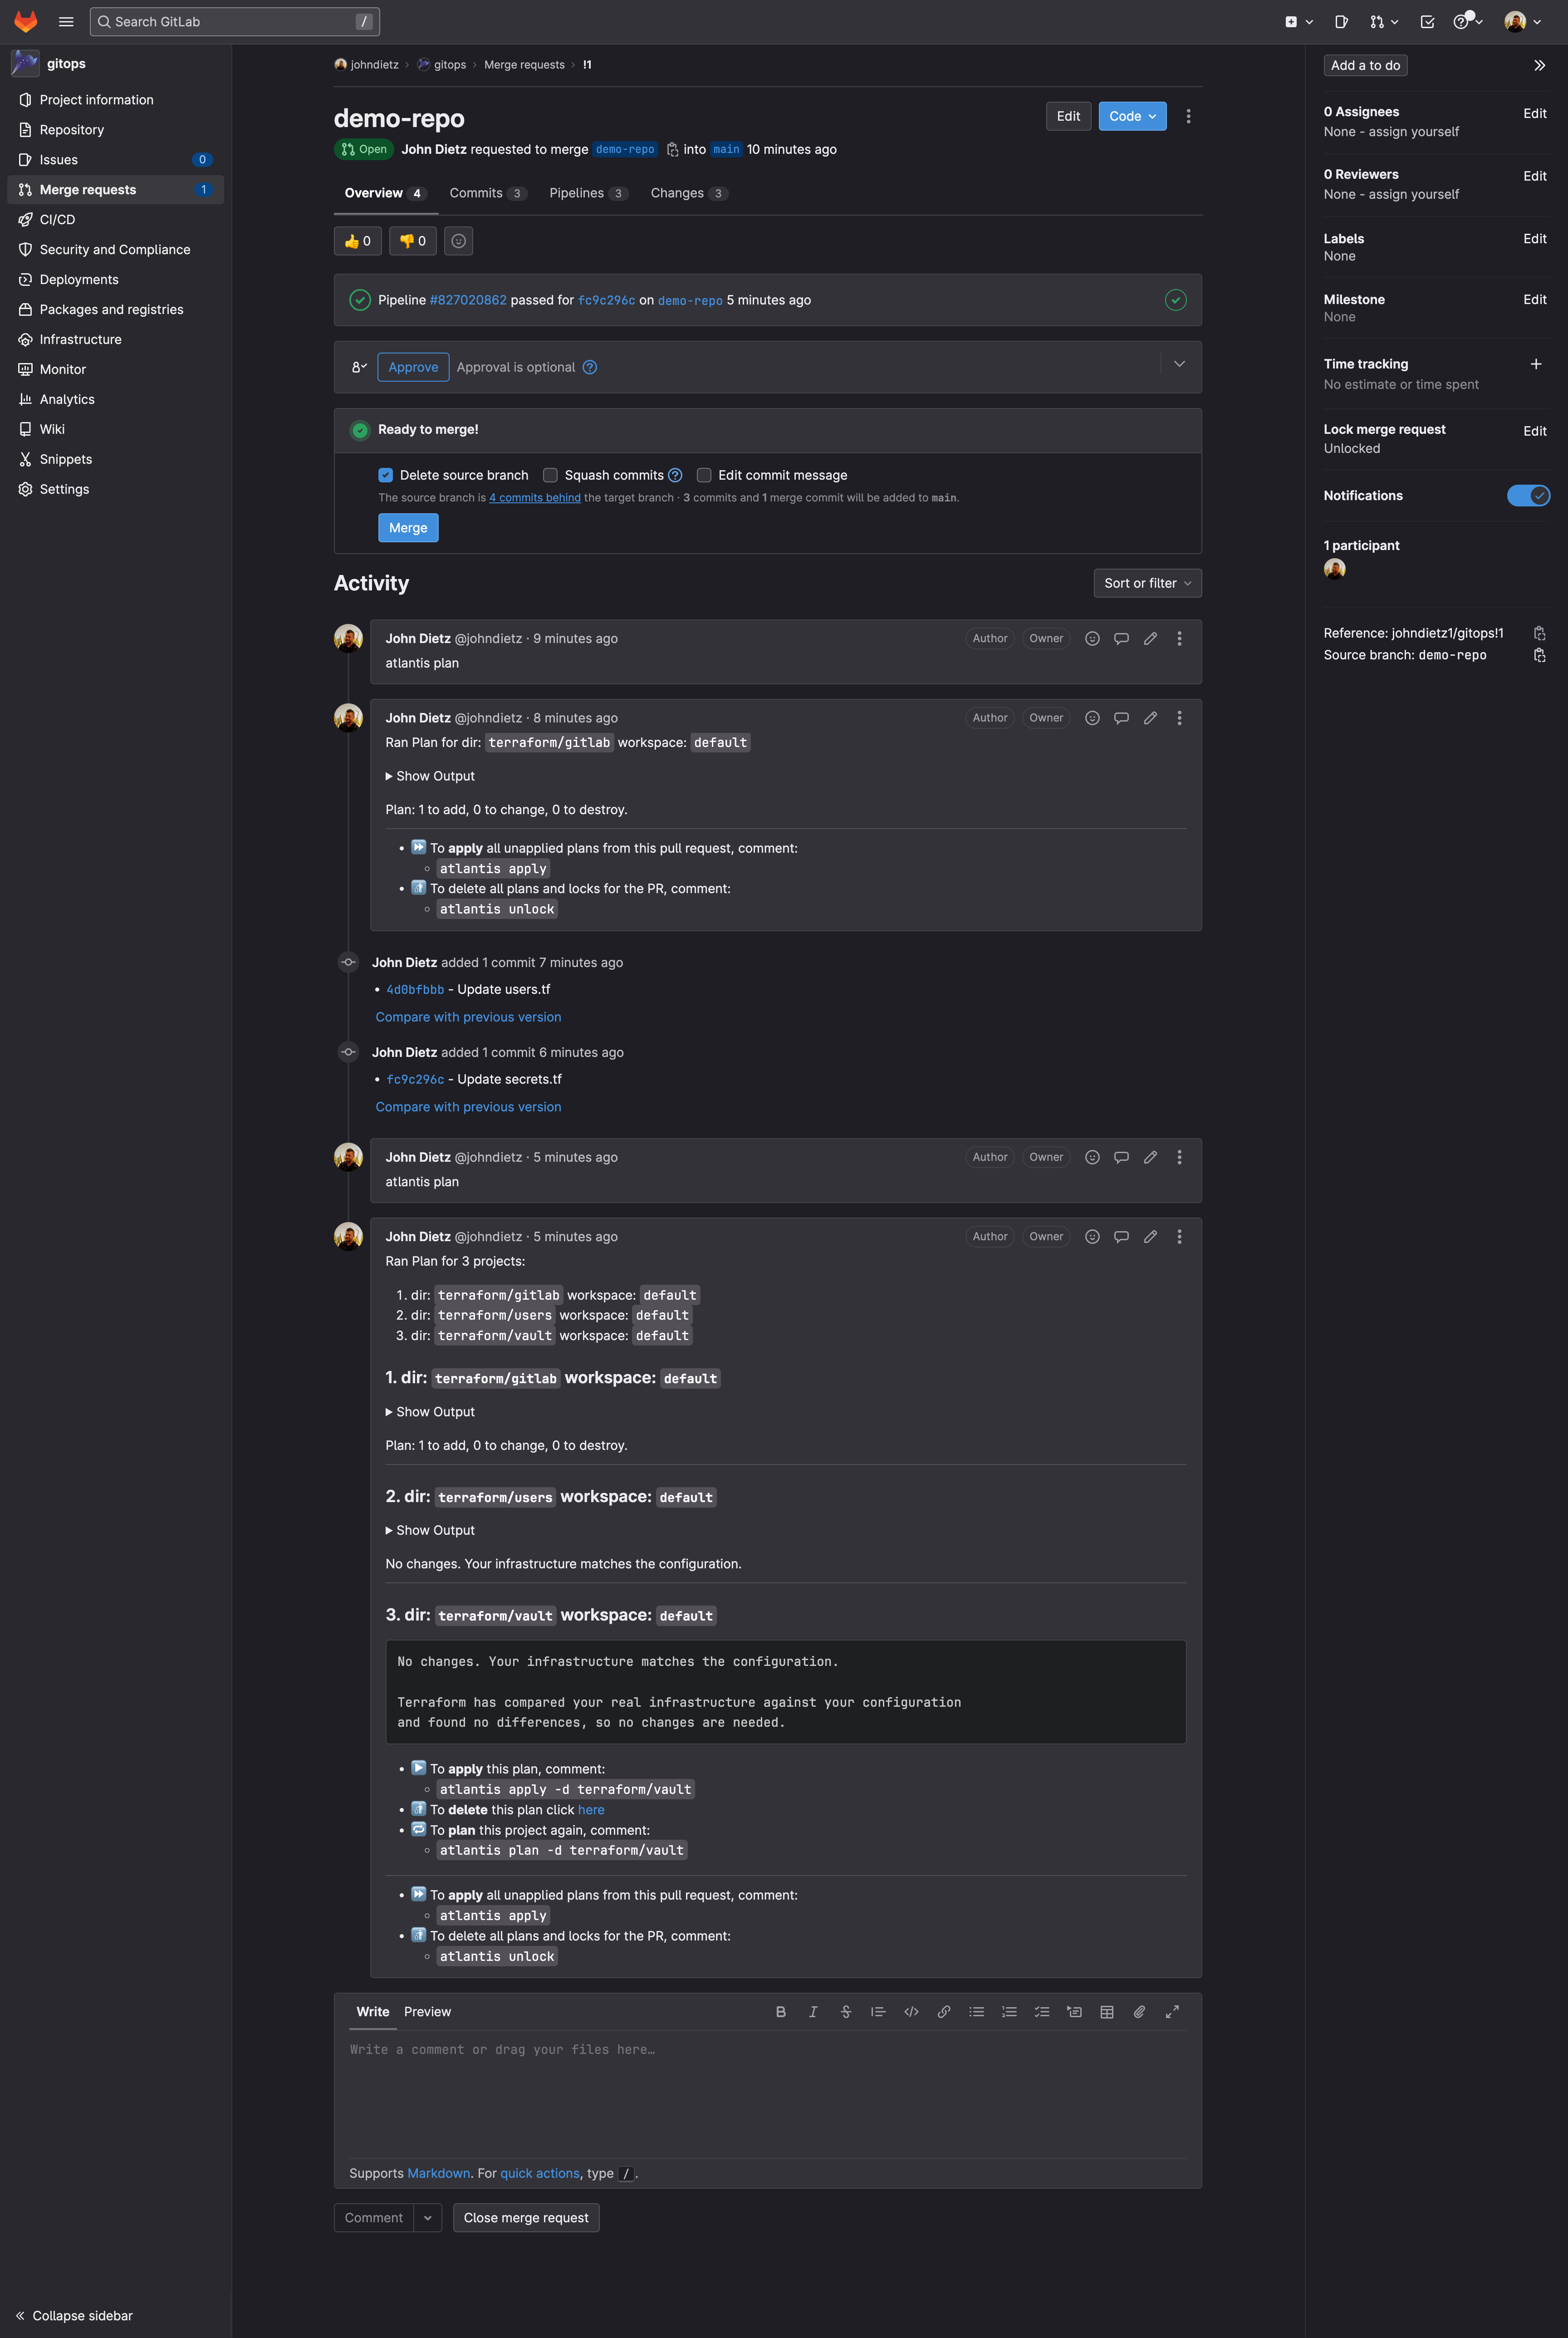 Search GitLab
/
gitops
Project information
Repository
Issues 0
Merge requests 1
CI/CD
Security and Compliance
Deployments
Packages and registries
Infrastructure
Monitor
Analytics
Wiki
Snippets
Settings
Collapse sidebar
johndietz › gitops › Merge requests › !1
demo-repo
Edit
Code
Open John Dietz requested to merge demo-repo into main 10 minutes ago
Overview 4 Commits 3 Pipelines 3 Changes 3
👍 0 👎 0
Pipeline #827020862 passed for fc9c296c on demo-repo 5 minutes ago
Approve Approval is optional
Ready to merge!
Delete source branch Squash commits Edit commit message
The source branch is 4 commits behind the target branch · 3 commits and 1 merge commit will be added to main.
Merge
Activity
Sort or filter
John Dietz @johndietz · 9 minutes ago Author Owner
atlantis plan
John Dietz @johndietz · 8 minutes ago Author Owner
Ran Plan for dir: terraform/gitlab workspace: default
Show Output
Plan: 1 to add, 0 to change, 0 to destroy.
To apply all unapplied plans from this pull request, comment:
atlantis apply
To delete all plans and locks for the PR, comment:
atlantis unlock
John Dietz added 1 commit 7 minutes ago
4d0bfbbb - Update users.tf
Compare with previous version
John Dietz added 1 commit 6 minutes ago
fc9c296c - Update secrets.tf
Compare with previous version
John Dietz @johndietz · 5 minutes ago Author Owner
atlantis plan
John Dietz @johndietz · 5 minutes ago Author Owner
Ran Plan for 3 projects:
1. dir: terraform/gitlab workspace: default
2. dir: terraform/users workspace: default
3. dir: terraform/vault workspace: default
1. dir: terraform/gitlab workspace: default
Show Output
Plan: 1 to add, 0 to change, 0 to destroy.
2. dir: terraform/users workspace: default
Show Output
No changes. Your infrastructure matches the configuration.
3. dir: terraform/vault workspace: default
No changes. Your infrastructure matches the configuration.
Terraform has compared your real infrastructure against your configuration
and found no differences, so no changes are needed.
To apply this plan, comment:
atlantis apply -d terraform/vault
To delete this plan click here
To plan this project again, comment:
atlantis plan -d terraform/vault
To apply all unapplied plans from this pull request, comment:
atlantis apply
To delete all plans and locks for the PR, comment:
atlantis unlock
Write Preview
Write a comment or drag your files here…
Supports Markdown. For quick actions, type /.
Comment
Close merge request
Add a to do
0 Assignees Edit
None - assign yourself
0 Reviewers Edit
None - assign yourself
Labels Edit
None
Milestone Edit
None
Time tracking
No estimate or time spent
Lock merge request Edit
Unlocked
Notifications
1 participant
Reference: johndietz1/gitops!1
Source branch: demo-repo